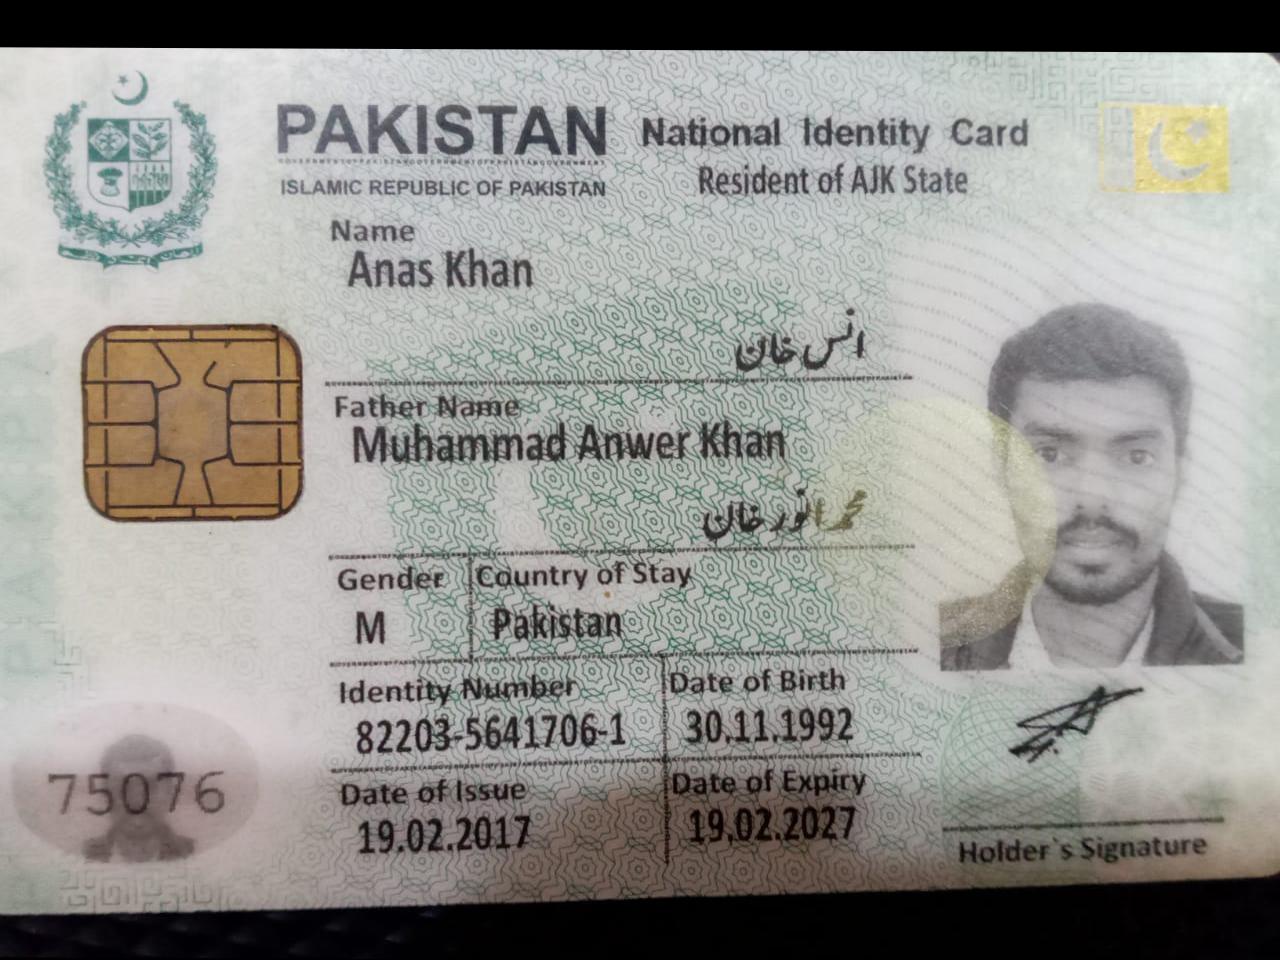 PAKISTAN
ISLAMIC REPUBLIC OF PAKISTAN
National Identity Card
Resident of AJK State
Name
Anas Khan
انس خان
Father Name
Muhammad Anwer Khan
محمد انور خان
Gender
M
Country of Stay
Pakistan
Identity Number
82203-5641706-1
Date of Birth
30.11.1992
Date of Issue
19.02.2017
Date of Expiry
19.02.2027
75076
Holder's Signature